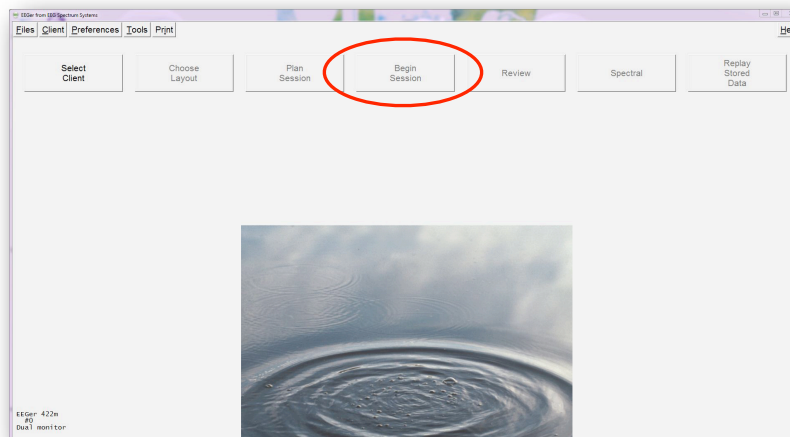 EEGer from EEG Spectrum Systems
Files Client Preferences Tools Print
Select
Client
Choose
Layout
Plan
Session
Begin
Session
Review
Spectral
Replay
Stored
Data
EEGer 422m
#0
Dual monitor